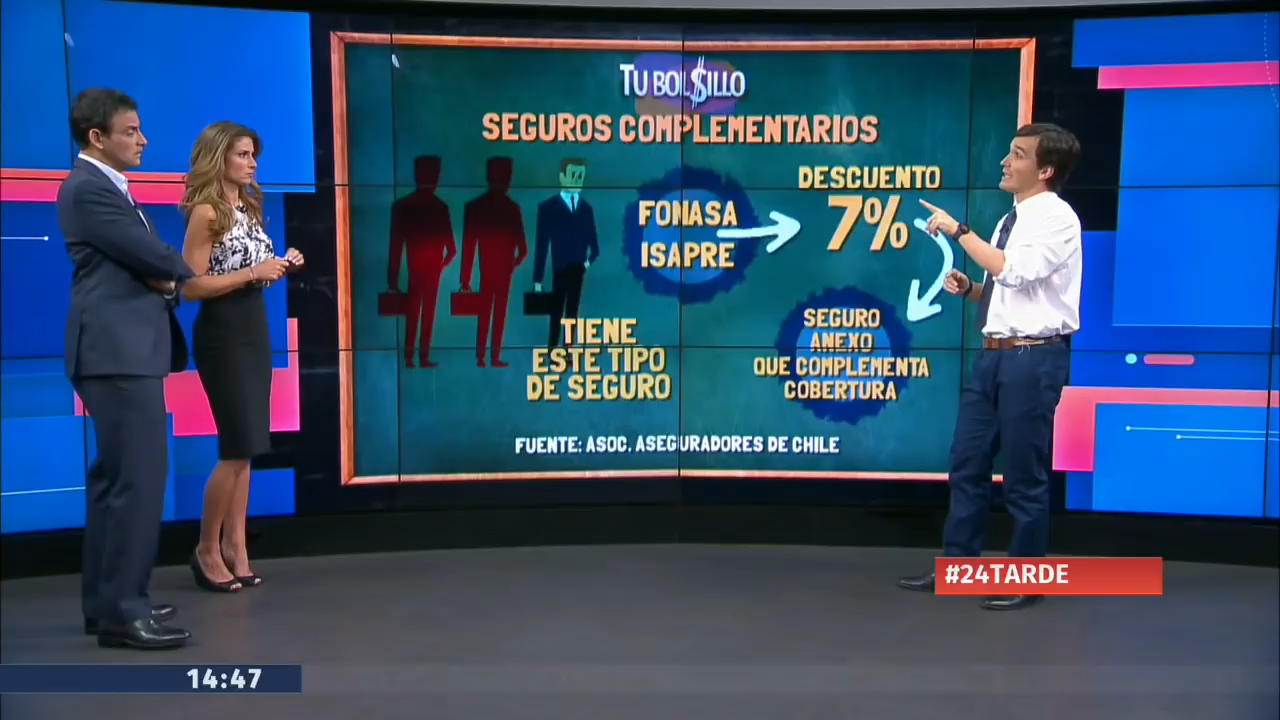 TU BOL$ILLO
SEGUROS COMPLEMENTARIOS
FONASA
ISAPRE
DESCUENTO
7%
TIENE
ESTE TIPO
DE SEGURO
SEGURO
ANEXO
QUE COMPLEMENTA
COBERTURA
FUENTE: ASOC. ASEGURADORES DE CHILE
#24TARDE
14:47